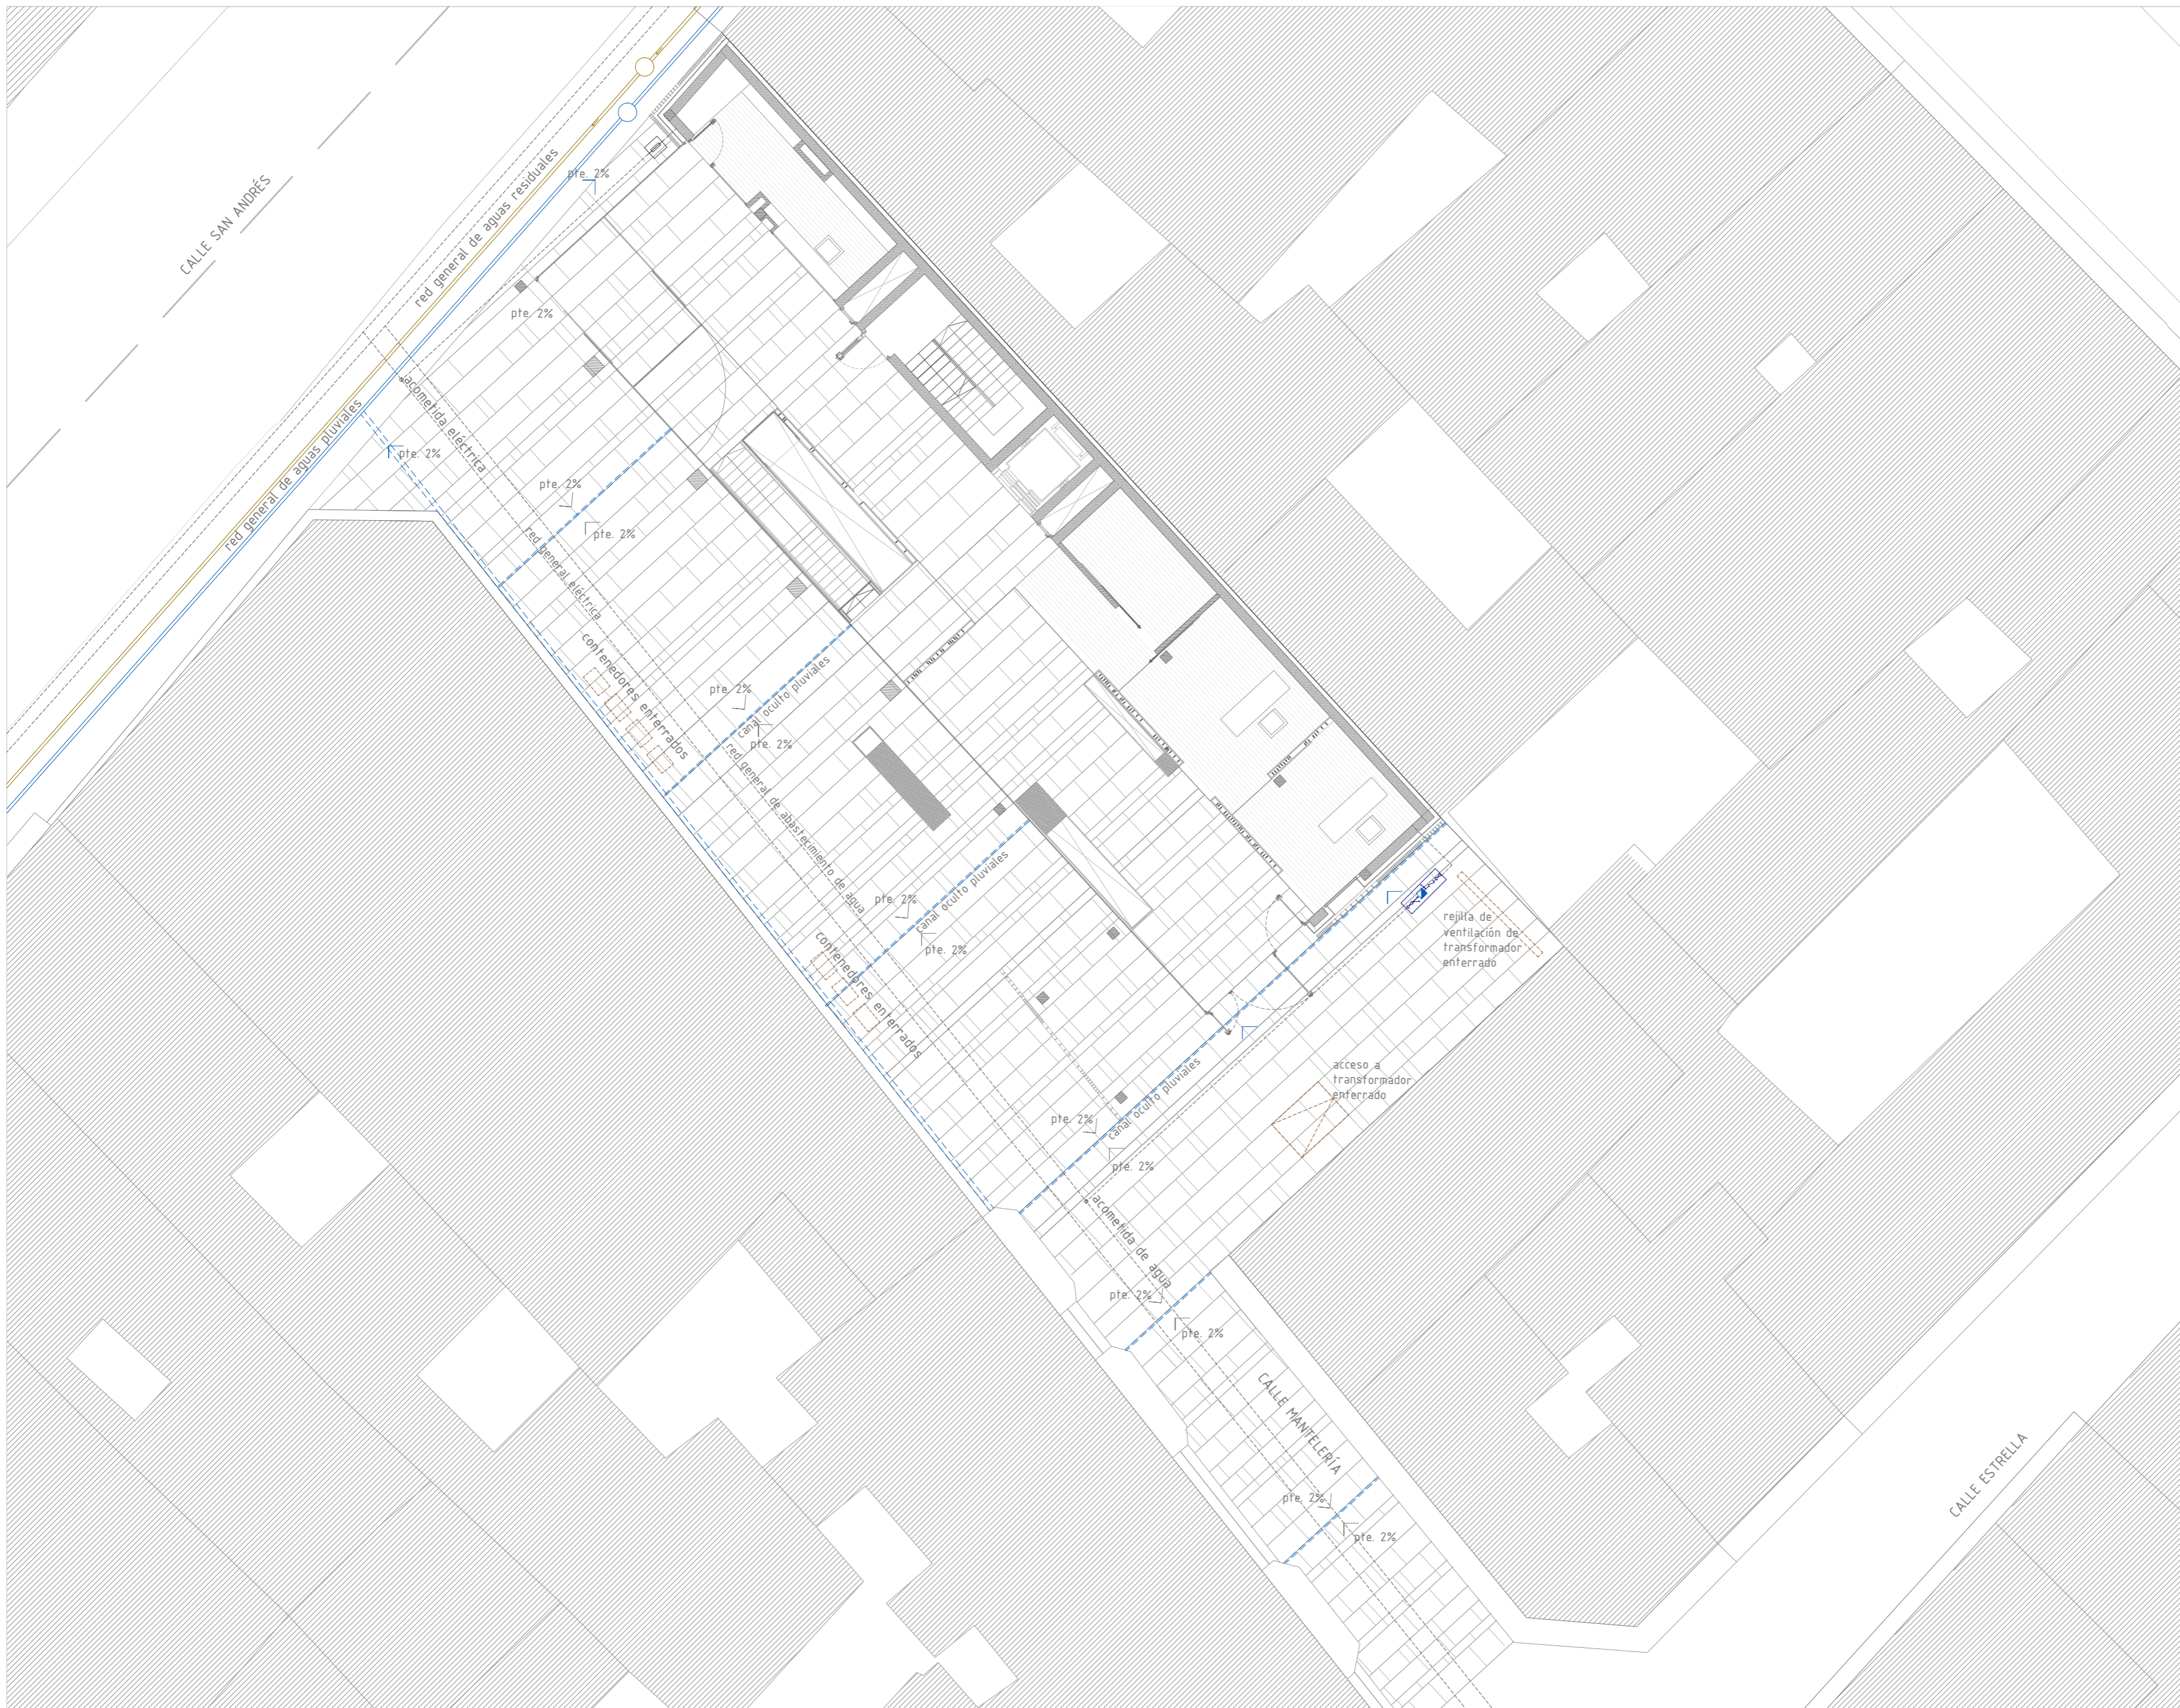 pte. 2%
CALLE SAN ANDRÉS
red general de aguas residuales
pte. 2%
acometida eléctrica
red general de aguas pluviales
pte. 2%
pte. 2%
pte. 2%
red general eléctrica
contenedores enterrados
pte. 2%
canal oculto pluviales
pte. 2%
red general de abastecimiento de agua
pte. 2%
canal oculto pluviales
pte. 2%
contenedores enterrados
rejilla de
ventilación de
transformador
enterrado
acceso a
transformador
enterrado
pte. 2%
canal oculto pluviales
pte. 2%
acometida de agua
pte. 2%
pte. 2%
CALLE MANTELERÍA
pte. 2%
pte. 2%
CALLE ESTRELLA